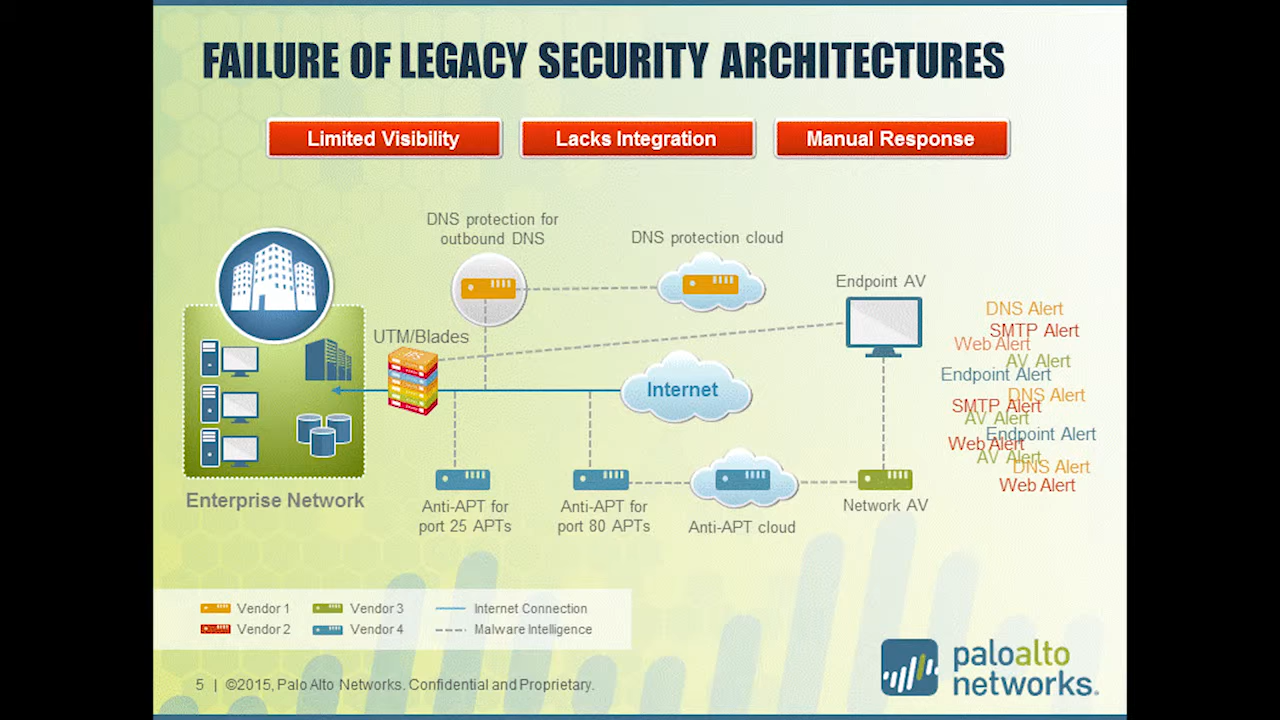 FAILURE OF LEGACY SECURITY ARCHITECTURES
Limited Visibility
Lacks Integration
Manual Response
DNS protection for
outbound DNS
DNS protection cloud
Endpoint AV
UTM/Blades
Internet
Enterprise Network
Anti-APT for
port 25 APTs
Anti-APT for
port 80 APTs
Anti-APT cloud
Network AV
DNS Alert
SMTP Alert
Web Alert
AV Alert
Endpoint Alert
DNS Alert
SMTP Alert
AV Alert
Endpoint Alert
Web Alert
AV Alert
DNS Alert
Web Alert
Vendor 1
Vendor 3
Internet Connection
Vendor 2
Vendor 4
Malware Intelligence
5 | ©2015, Palo Alto Networks. Confidential and Proprietary.
paloalto
networks.